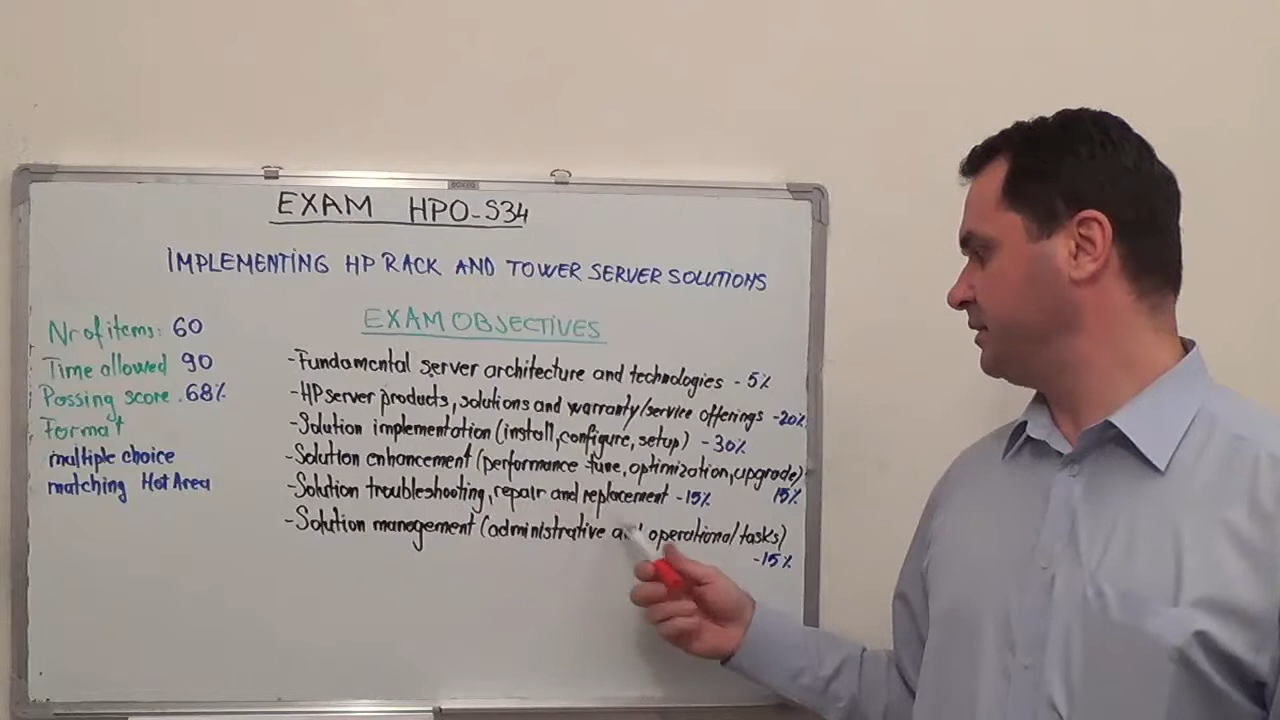 EXAM HPO-S34
IMPLEMENTING HP RACK AND TOWER SERVER SOLUTIONS
Nr of items: 60
Time allowed 90
Passing score. 68%
Format
multiple choice
matching Hot Area
EXAM OBJECTIVES
-Fundamental server architecture and technologies - 5%
-HP server products, solutions and warranty/service offerings -20%
-Solution implementation (install, configure, setup) -30%
-Solution enhancement (performance tune, optimization, upgrade)
15%
-Solution troubleshooting, repair and replacement -15%
-Solution management (administrative and operational tasks)
-15%